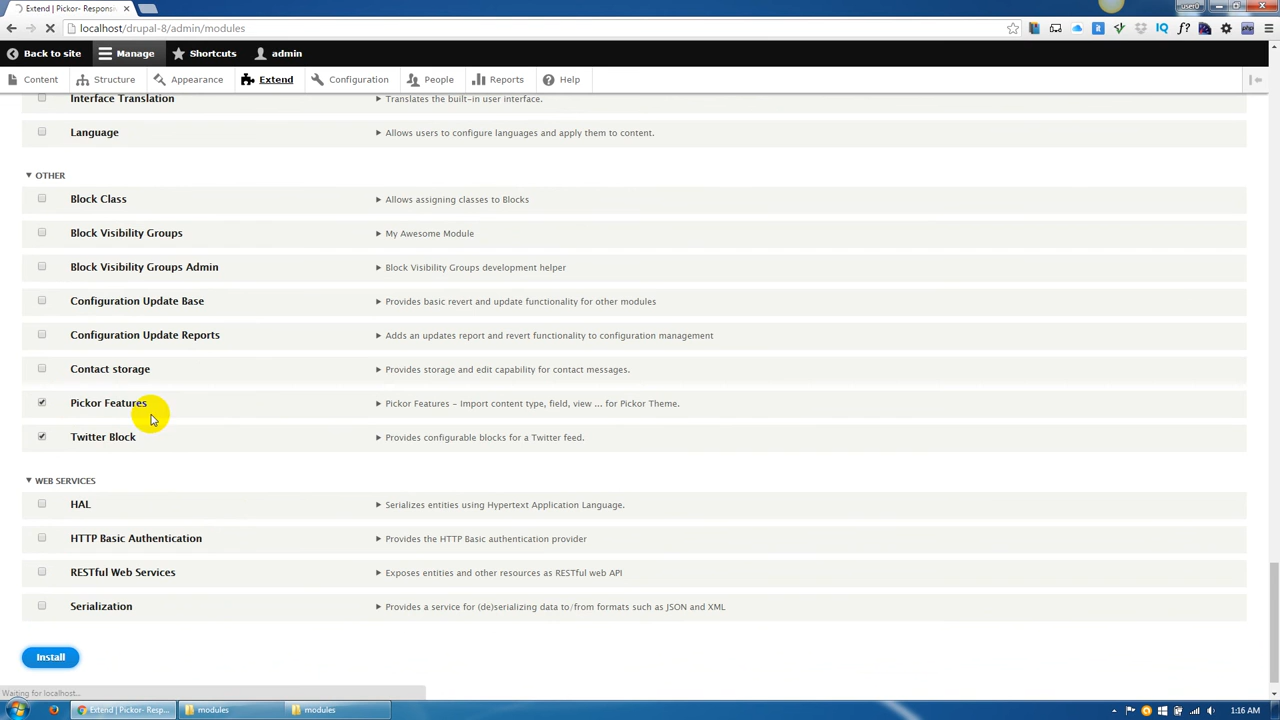 Extend | Pickor- Responsi
user0
localhost/drupal-8/admin/modules
Back to site Manage Shortcuts admin
Content Structure Appearance Extend Configuration People Reports Help
Interface Translation Translates the built-in user interface.
Language Allows users to configure languages and apply them to content.
OTHER
Block Class Allows assigning classes to Blocks
Block Visibility Groups My Awesome Module
Block Visibility Groups Admin Block Visibility Groups development helper
Configuration Update Base Provides basic revert and update functionality for other modules
Configuration Update Reports Adds an updates report and revert functionality to configuration management
Contact storage Provides storage and edit capability for contact messages.
Pickor Features Pickor Features - Import content type, field, view ... for Pickor Theme.
Twitter Block Provides configurable blocks for a Twitter feed.
WEB SERVICES
HAL Serializes entities using Hypertext Application Language.
HTTP Basic Authentication Provides the HTTP Basic authentication provider
RESTful Web Services Exposes entities and other resources as RESTful web API
Serialization Provides a service for (de)serializing data to/from formats such as JSON and XML
Install
Waiting for localhost...
Extend | Pickor- Resp... modules modules 1:16 AM